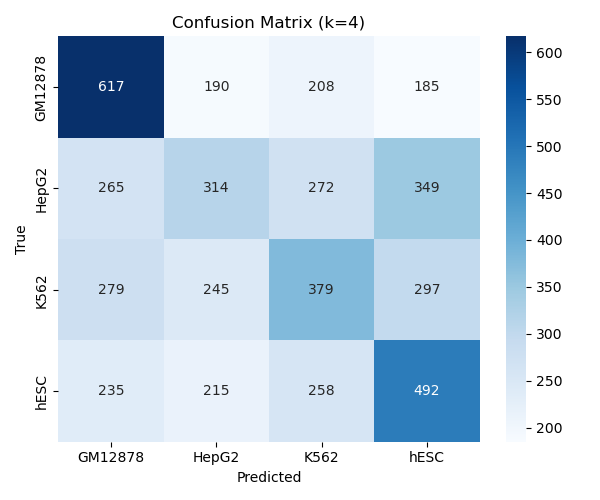 Confusion Matrix (k=4)
GM12878
617 190 208 185
HepG2
265 314 272 349
K562
279 245 379 297
hESC
235 215 258 492
GM12878 HepG2 K562 hESC
Predicted
True
600
550
500
450
400
350
300
250
200